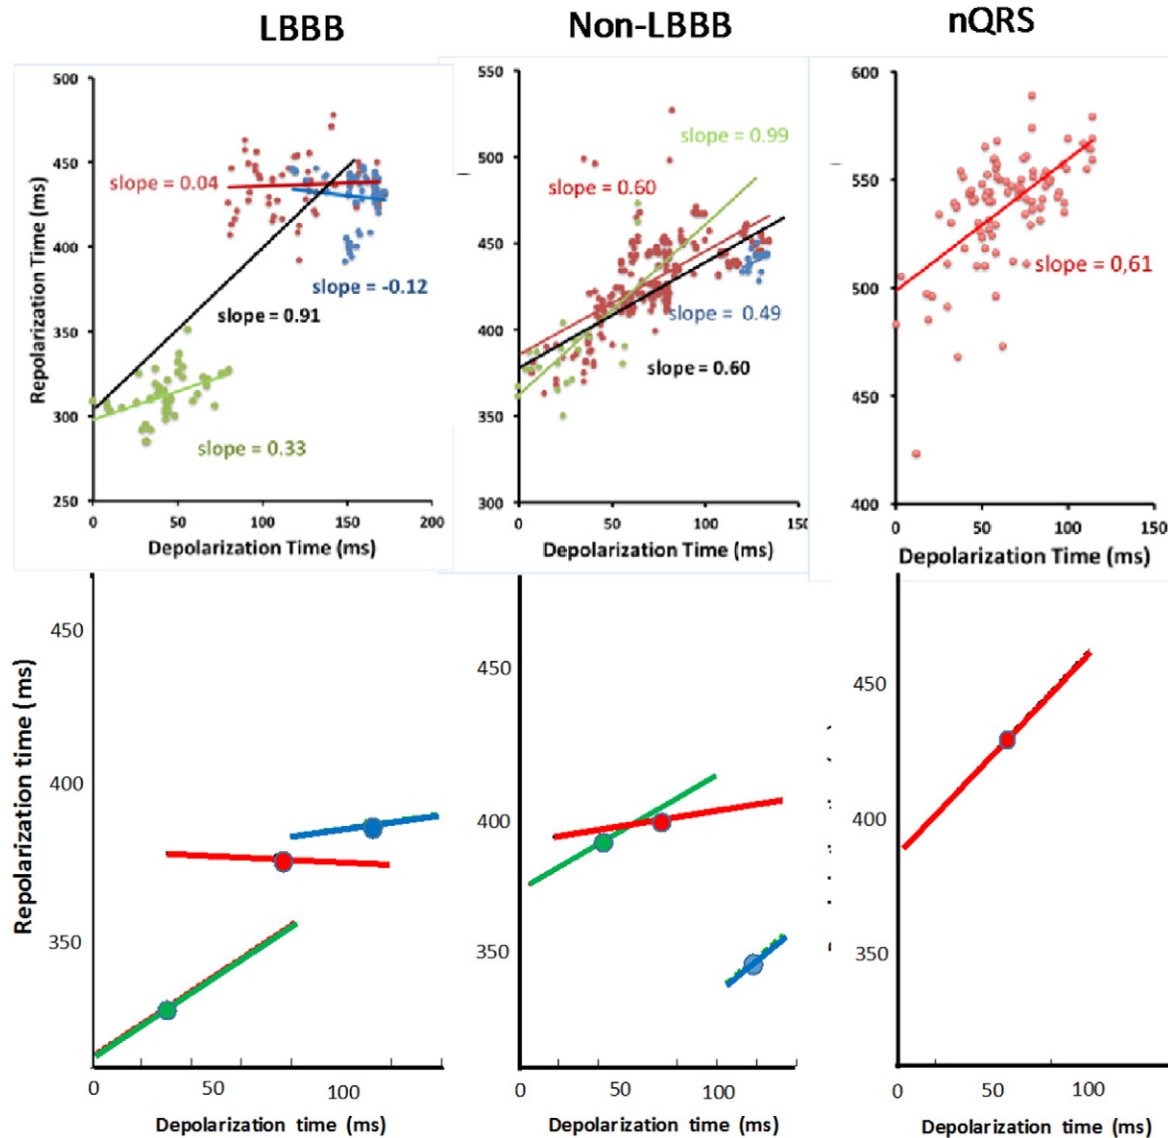 LBBB
Non-LBBB
nQRS
500
450
400
350
300
250
0
50
100
150
200
Repolarization Time (ms)
Depolarization Time (ms)
slope = 0.04
slope = -0.12
slope = 0.91
slope = 0.33
550
500
450
400
350
300
0
50
100
150
Depolarization Time (ms)
slope = 0.99
slope = 0.60
slope = 0.49
slope = 0.60
600
550
500
450
400
0
50
100
150
Depolarization Time (ms)
slope = 0,61
450
400
350
0
50
100
Repolarization time (ms)
Depolarization time (ms)
450
400
350
0
50
100
Depolarization time (ms)
450
400
350
0
50
100
Depolarization time (ms)